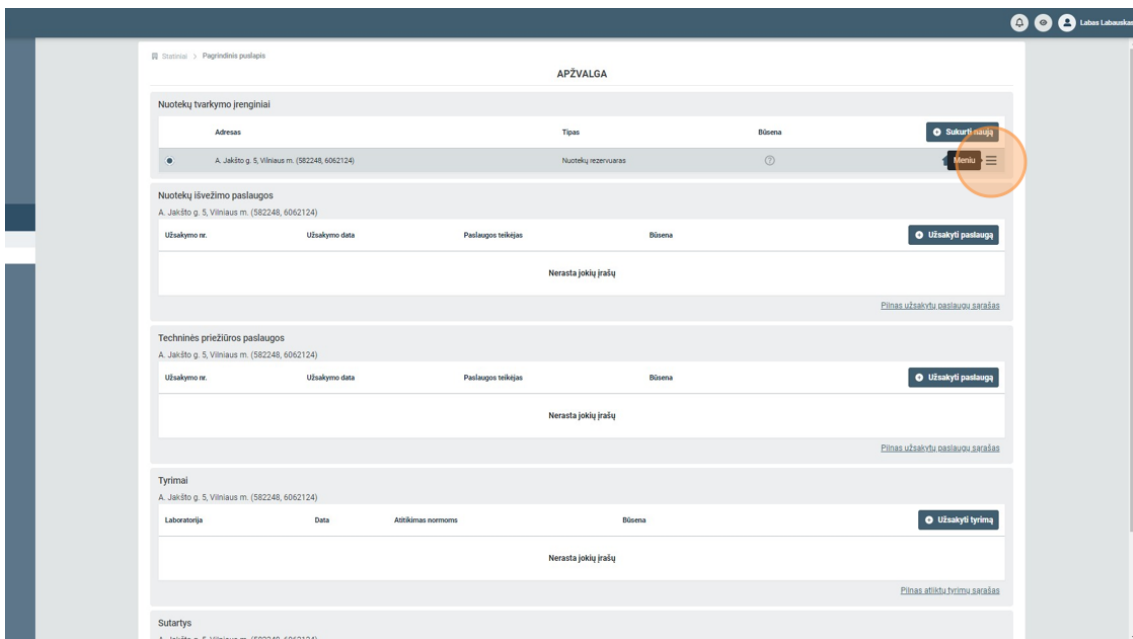 Labas Labauskas
Statiniai > Pagrindinis puslapis
APŽVALGA
Nuotekų tvarkymo įrenginiai
Adresas Tipas Būsena Sukurti naują
A. Jakšto g. 5, Vilniaus m. (582248, 6062124) Nuotekų rezervuaras Meniu
Nuotekų išvežimo paslaugos
A. Jakšto g. 5, Vilniaus m. (582248, 6062124)
Užsakymo nr. Užsakymo data Paslaugos teikėjas Būsena Užsakyti paslaugą
Nerasta jokių įrašų
Pilnas užsakytų paslaugų sąrašas
Techninės priežiūros paslaugos
A. Jakšto g. 5, Vilniaus m. (582248, 6062124)
Užsakymo nr. Užsakymo data Paslaugos teikėjas Būsena Užsakyti paslaugą
Nerasta jokių įrašų
Pilnas užsakytų paslaugų sąrašas
Tyrimai
A. Jakšto g. 5, Vilniaus m. (582248, 6062124)
Laboratorija Data Atitikimas normoms Būsena Užsakyti tyrimą
Nerasta jokių įrašų
Pilnas atliktų tyrimų sąrašas
Sutartys